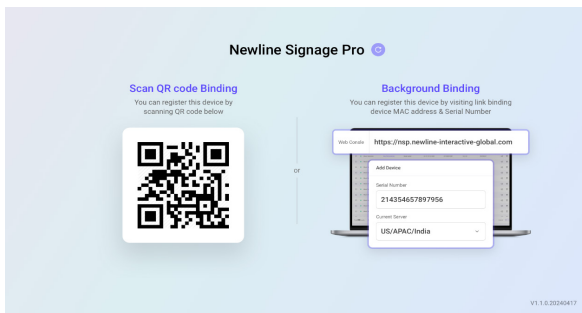 Newline Signage Pro
Scan QR code Binding
You can register this device by
scanning QR code below
or
Background Binding
You can register this device by visiting link binding
device MAC address & Serial Number
Web Console
https://nsp.newline-interactive-global.com
Add Device
Serial Number
214354657897956
Current Server
US/APAC/India
V1.1.0.20240417